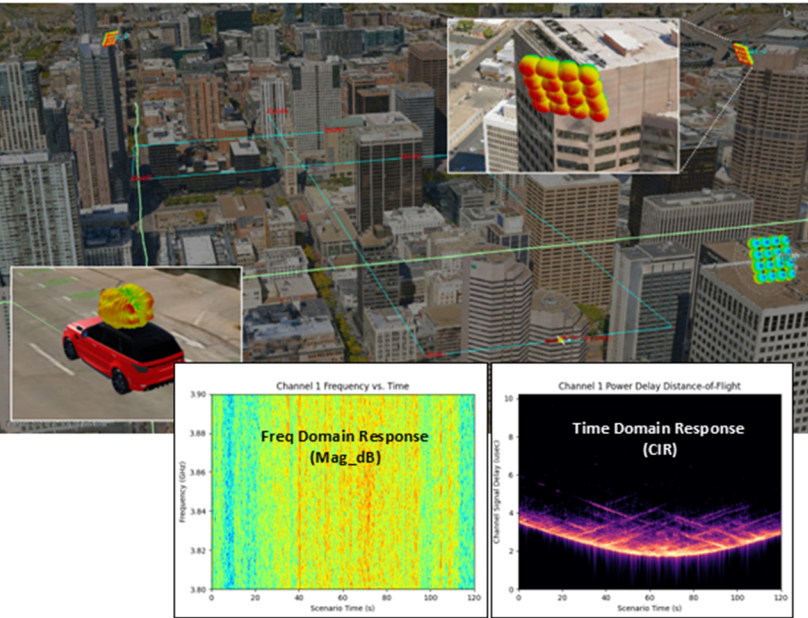 Channel 1 Frequency vs. Time
Freq Domain Response
(Mag_dB)
Frequency (GHz)
3.90
3.88
3.86
3.84
3.82
3.80
0 20 40 60 80 100 120
Scenario Time (s)
Channel 1 Power Delay Distance-of-Flight
Time Domain Response
(CIR)
Channel Signal Delay (usec)
10
8
6
4
2
0
0 20 40 60 80 100 120
Scenario Time (s)